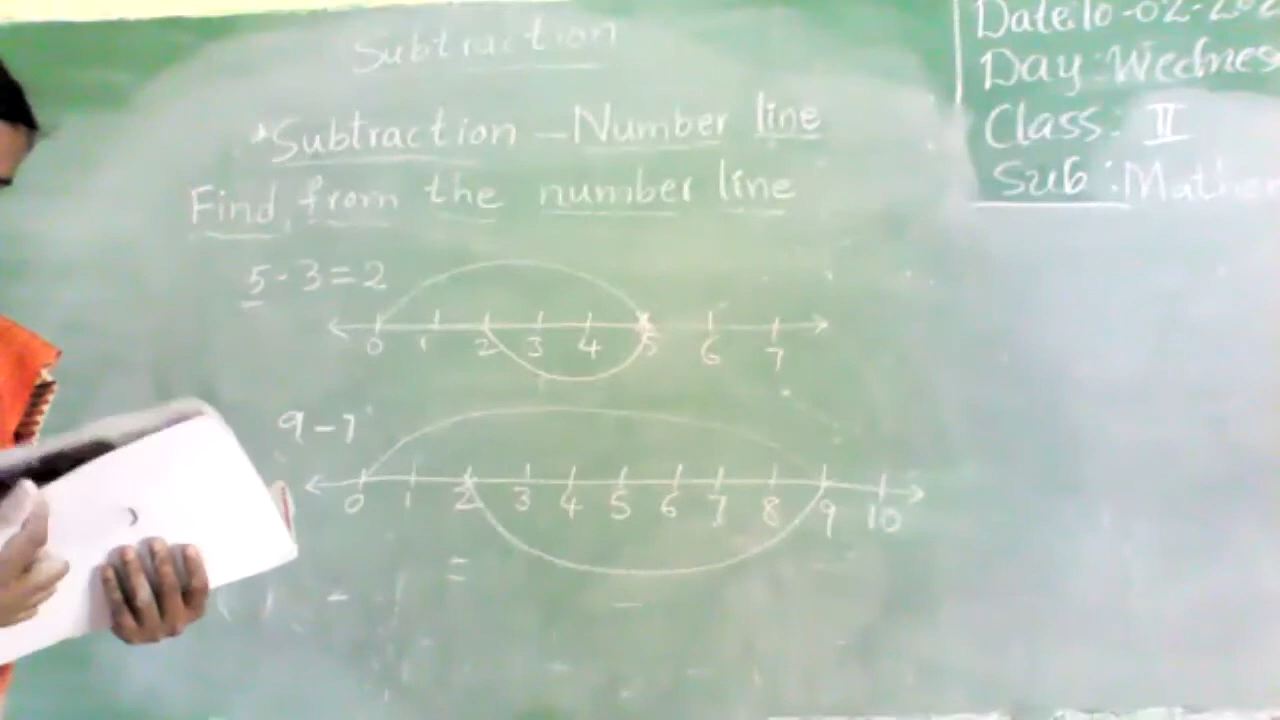 Subtraction
*Subtraction - Number line
Find from the number line
5-3=2
0 1 2 3 4 5 6 7
9-7
0 1 2 3 4 5 6 7 8 9 10
=
Date:10-02-202
Day:Wednes
Class: II
Sub:Mathe